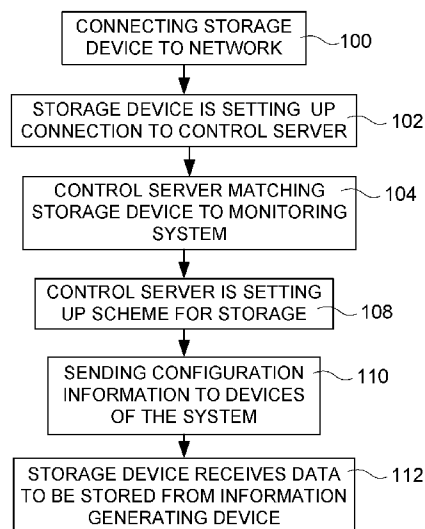 CONNECTING STORAGE
DEVICE TO NETWORK
100
STORAGE DEVICE IS SETTING UP
CONNECTION TO CONTROL SERVER
102
CONTROL SERVER MATCHING
STORAGE DEVICE TO MONITORING
SYSTEM
104
CONTROL SERVER IS SETTING
UP SCHEME FOR STORAGE
108
SENDING CONFIGURATION
INFORMATION TO DEVICES
OF THE SYSTEM
110
STORAGE DEVICE RECEIVES DATA
TO BE STORED FROM INFORMATION
GENERATING DEVICE
112